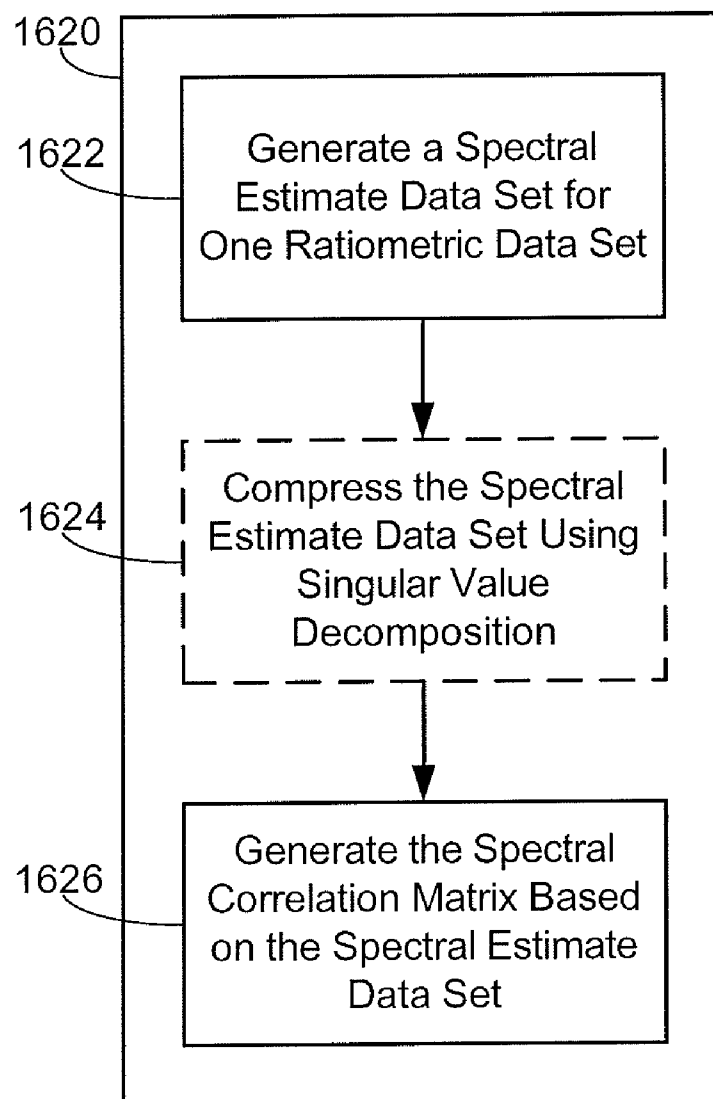 1620
1622
Generate a Spectral
Estimate Data Set for
One Ratiometric Data Set
1624
Compress the Spectral
Estimate Data Set Using
Singular Value
Decomposition
1626
Generate the Spectral
Correlation Matrix Based
on the Spectral Estimate
Data Set